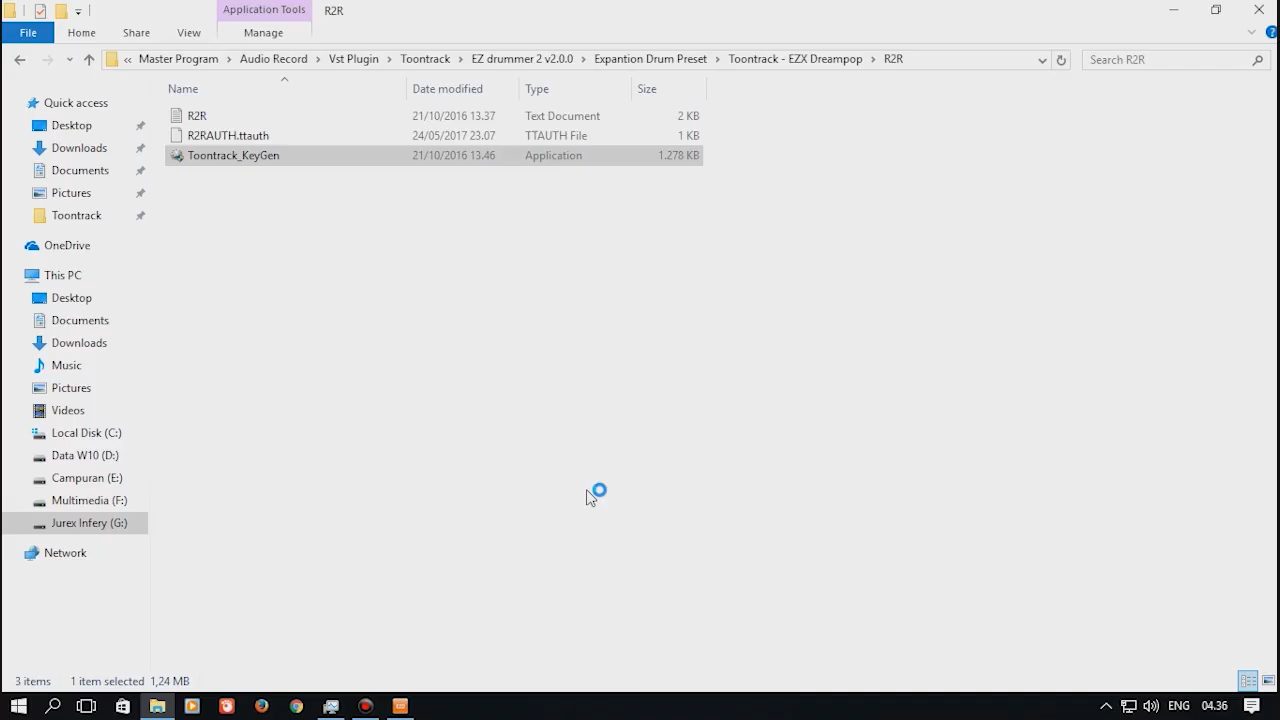 Application Tools R2R
File Home Share View Manage
« Master Program Audio Record Vst Plugin Toontrack EZ drummer 2 v2.0.0 Expantion Drum Preset Toontrack - EZX Dreampop R2R Search R2R
Name Date modified Type Size
R2R 21/10/2016 13.37 Text Document 2 KB
R2RAUTH.ttauth 24/05/2017 23.07 TTAUTH File 1 KB
Toontrack_KeyGen 21/10/2016 13.46 Application 1.278 KB
Quick access
Desktop
Downloads
Documents
Pictures
Toontrack
OneDrive
This PC
Desktop
Documents
Downloads
Music
Pictures
Videos
Local Disk (C:)
Data W10 (D:)
Campuran (E:)
Multimedia (F:)
Jurex Infery (G:)
Network
3 items 1 item selected 1,24 MB
ENG 04.36